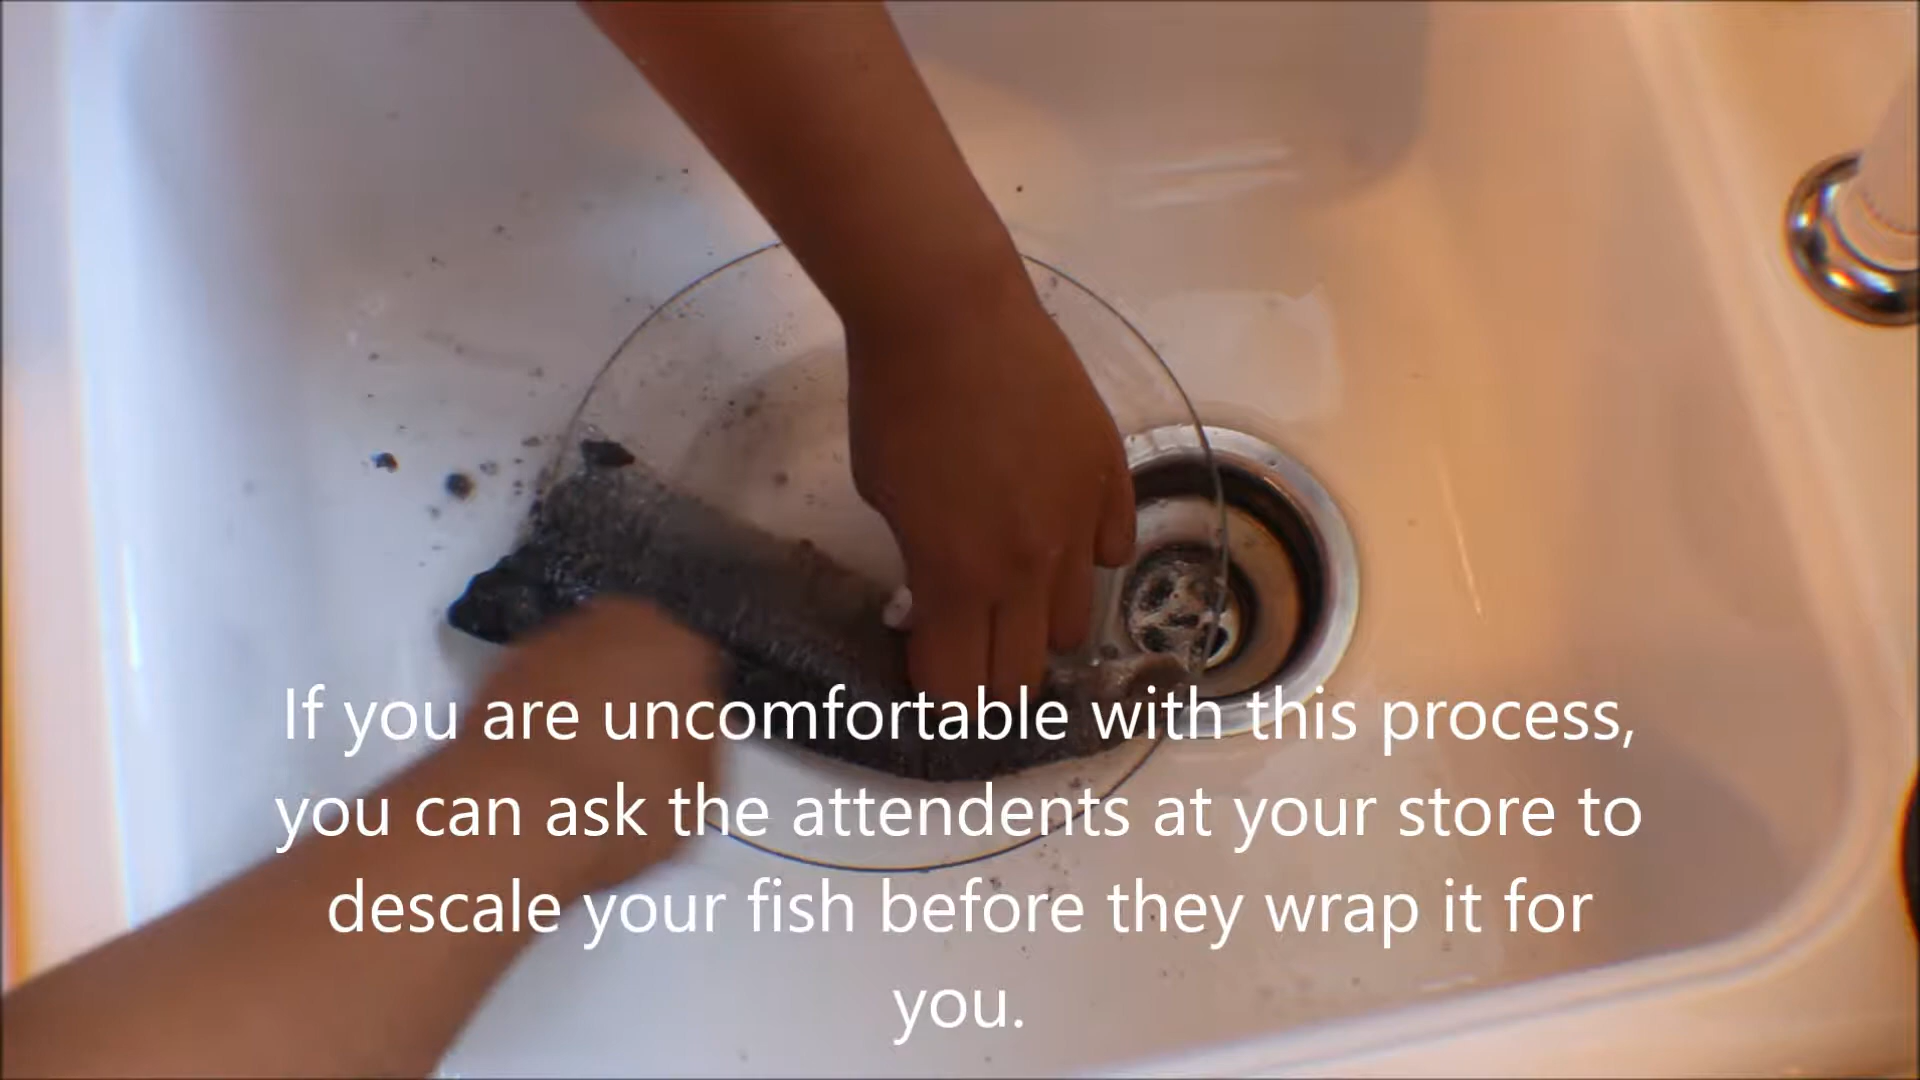 If you are uncomfortable with this process,
you can ask the attendents at your store to
descale your fish before they wrap it for
you.